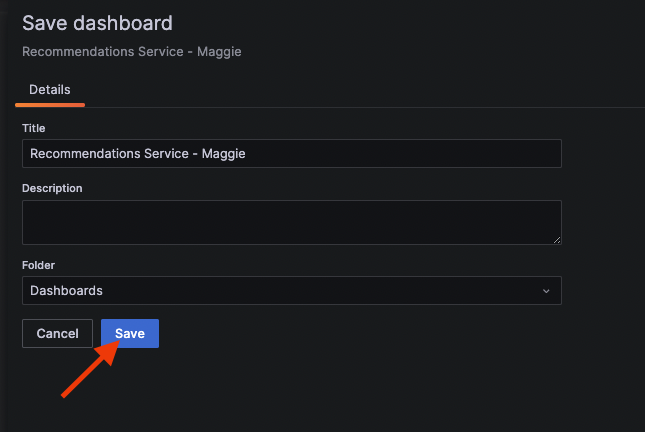 Save dashboard
Recommendations Service - Maggie
Details
Title
Recommendations Service - Maggie
Description
Folder
Dashboards
Cancel Save